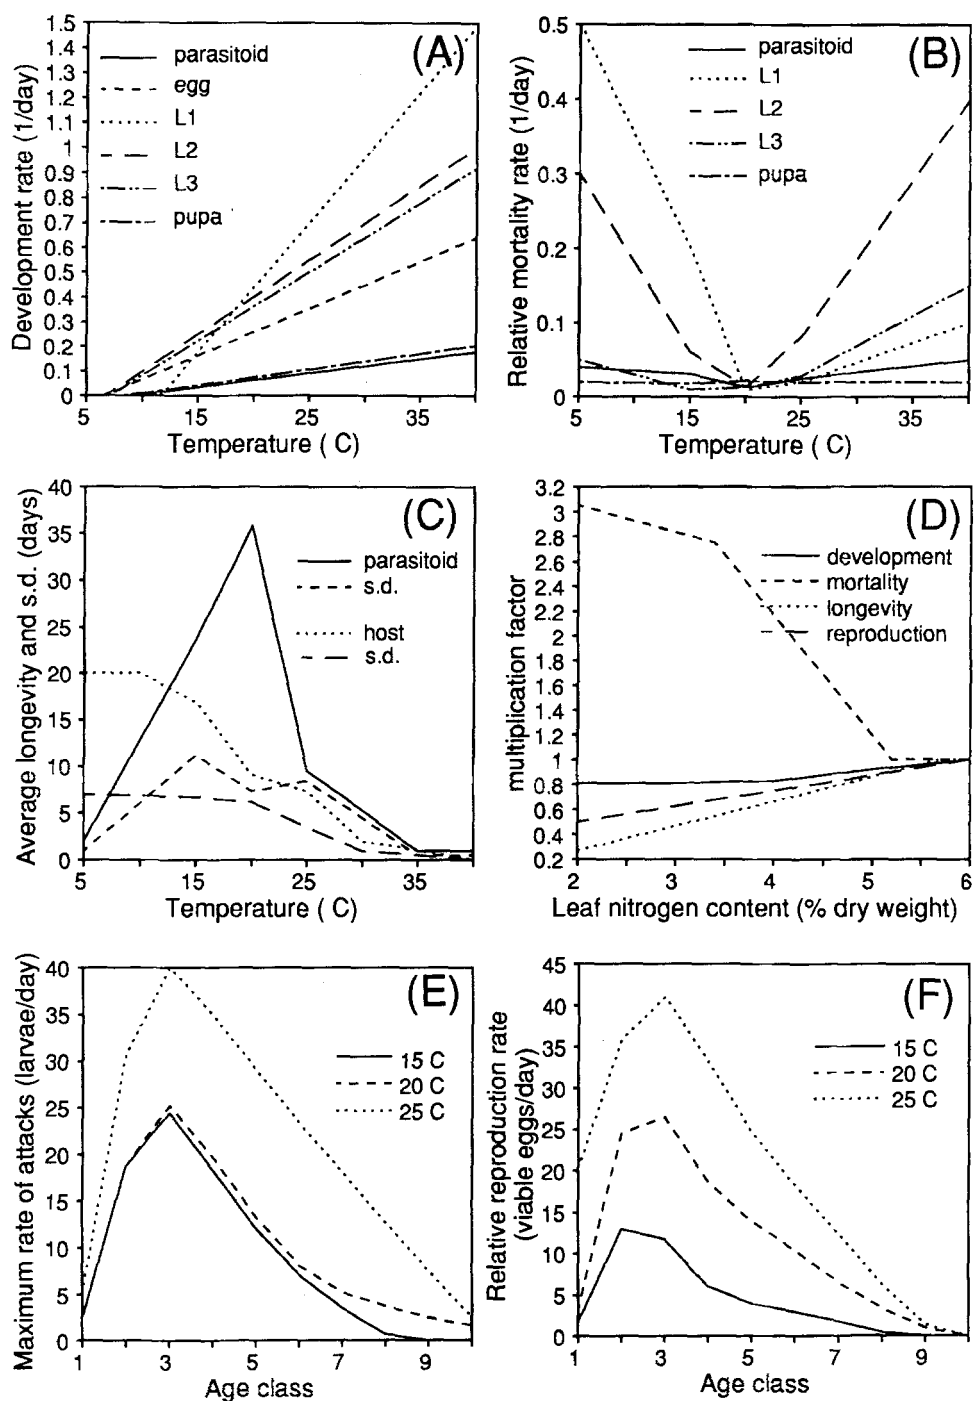 (A)
Development rate (1/day)
1.5
1.4
1.3
1.2
1.1
1
0.9
0.8
0.7
0.6
0.5
0.4
0.3
0.2
0.1
0
parasitoid
egg
L1
L2
L3
pupa
5 15 25 35
Temperature ( C)
(B)
Relative mortality rate (1/day)
0.5
0.4
0.3
0.2
0.1
0
parasitoid
L1
L2
L3
pupa
5 15 25 35
Temperature ( C)
(C)
Average longevity and s.d. (days)
40
35
30
25
20
15
10
5
0
parasitoid
s.d.
host
s.d.
5 15 25 35
Temperature ( C)
(D)
multiplication factor
3.2
3
2.8
2.6
2.4
2.2
2
1.8
1.6
1.4
1.2
1
0.8
0.6
0.4
0.2
development
mortality
longevity
reproduction
2 3 4 5 6
Leaf nitrogen content (% dry weight)
(E)
Maximum rate of attacks (larvae/day)
40
35
30
25
20
15
10
5
0
15 C
20 C
25 C
1 3 5 7 9
Age class
(F)
Relative reproduction rate
(viable eggs/day)
45
40
35
30
25
20
15
10
5
0
15 C
20 C
25 C
1 3 5 7 9
Age class